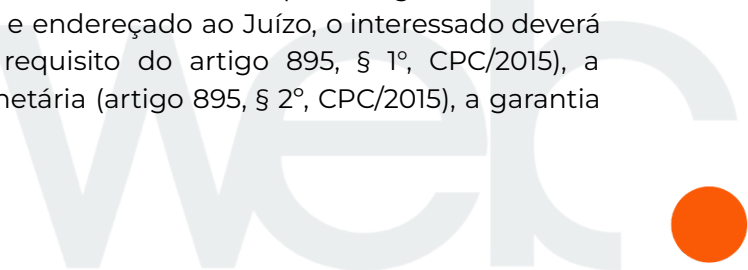 e endereçado ao Juízo, o interessado deverá
requisito do artigo 895, § 1º, CPC/2015), a
netária (artigo 895, § 2º, CPC/2015), a garantia
web